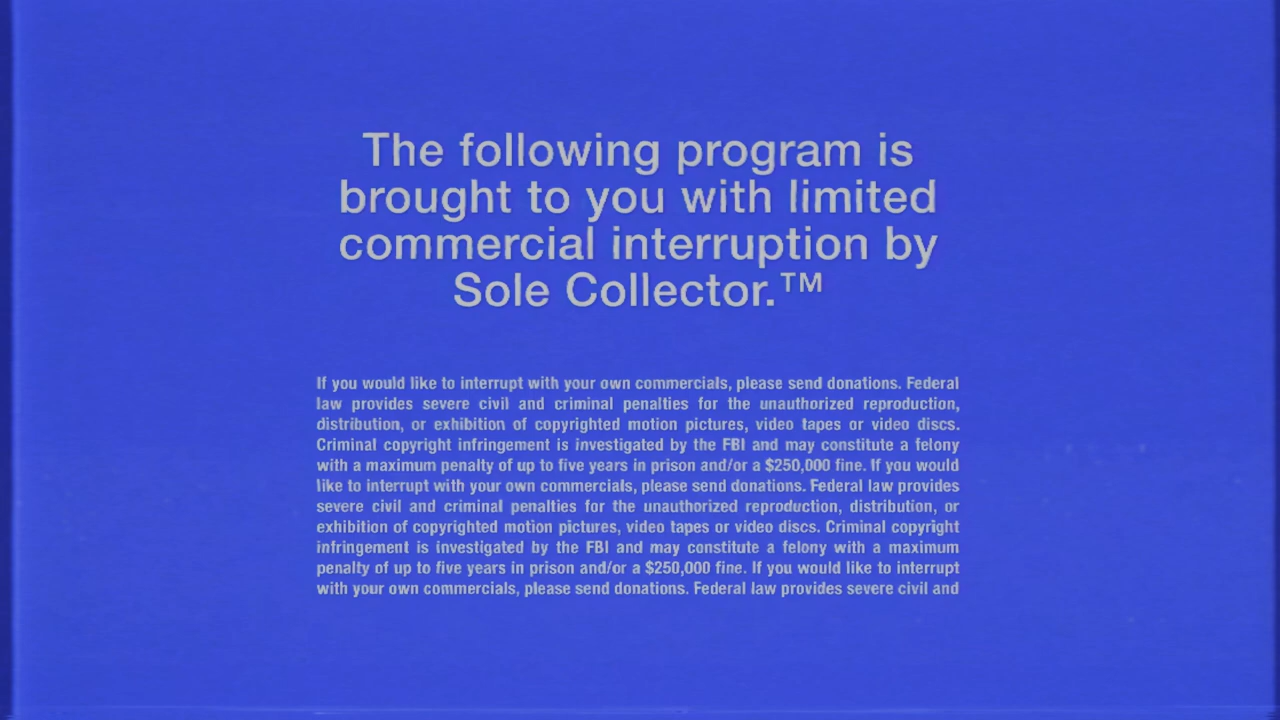 The following program is
brought to you with limited
commercial interruption by
Sole Collector.™
If you would like to interrupt with your own commercials, please send donations. Federal
law provides severe civil and criminal penalties for the unauthorized reproduction,
distribution, or exhibition of copyrighted motion pictures, video tapes or video discs.
Criminal copyright infringement is investigated by the FBI and may constitute a felony
with a maximum penalty of up to five years in prison and/or a $250,000 fine. If you would
like to interrupt with your own commercials, please send donations. Federal law provides
severe civil and criminal penalties for the unauthorized reproduction, distribution, or
exhibition of copyrighted motion pictures, video tapes or video discs. Criminal copyright
infringement is investigated by the FBI and may constitute a felony with a maximum
penalty of up to five years in prison and/or a $250,000 fine. If you would like to interrupt
with your own commercials, please send donations. Federal law provides severe civil and